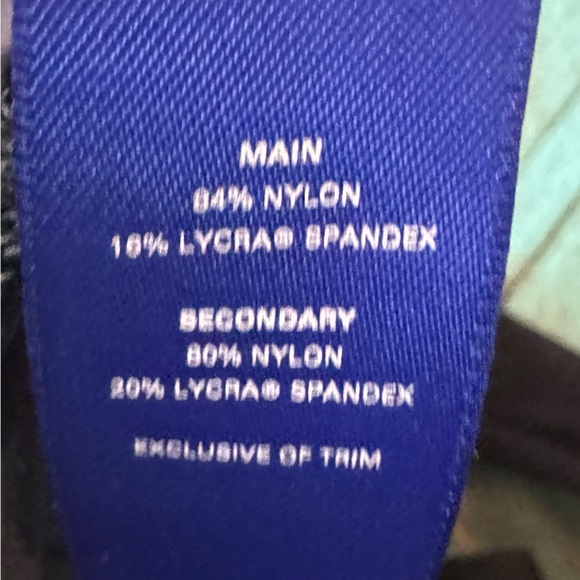 MAIN
84% NYLON
16% LYCRA® SPANDEX
SECONDARY
80% NYLON
20% LYCRA® SPANDEX
EXCLUSIVE OF TRIM